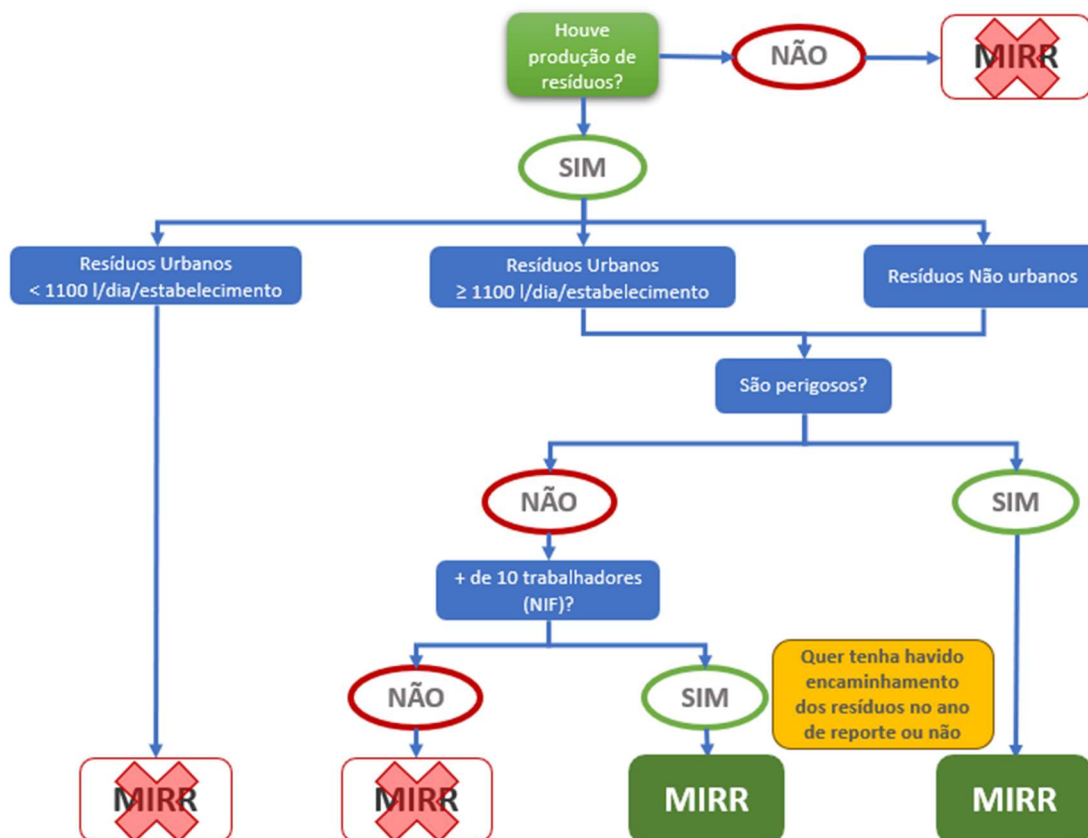 Houve
produção de
resíduos?
NÃO
MIRR
SIM
Resíduos Urbanos
< 1100 l/dia/estabelecimento
Resíduos Urbanos
≥ 1100 l/dia/estabelecimento
Resíduos Não urbanos
São perigosos?
NÃO
SIM
+ de 10 trabalhadores
(NIF)?
NÃO
SIM
Quer tenha havido
encaminhamento
dos resíduos no ano
de reporte ou não
MIRR
MIRR
MIRR
MIRR